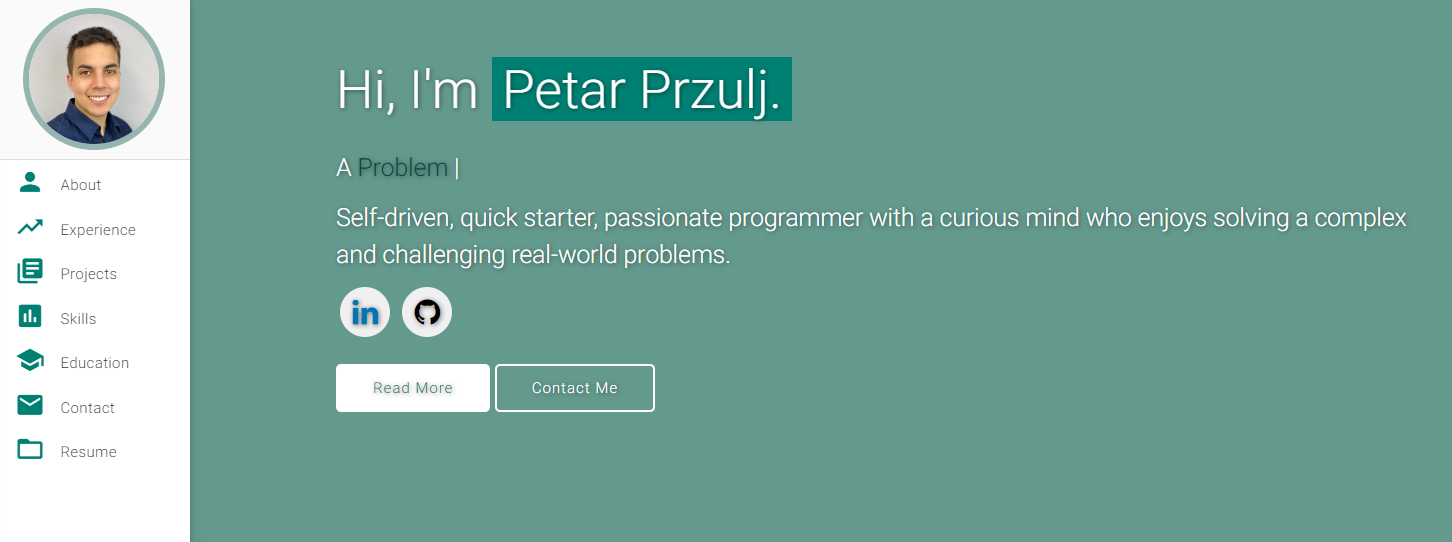 About
Experience
Projects
Skills
Education
Contact
Resume
Hi, I'm Petar Przulj.
A Problem |
Self-driven, quick starter, passionate programmer with a curious mind who enjoys solving a complex
and challenging real-world problems.
in
Read More
Contact Me